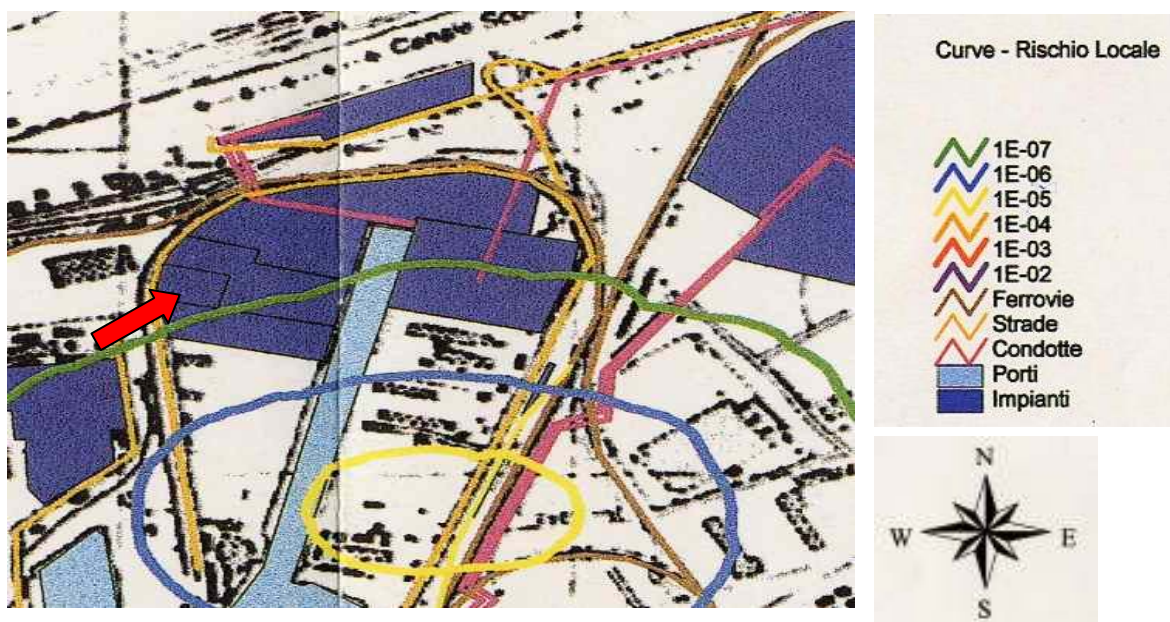 Canale
Curve - Rischio Locale
1E-07
1E-06
1E-05
1E-04
1E-03
1E-02
Ferrovie
Strade
Condotte
Porti
Impianti
N
W E
S